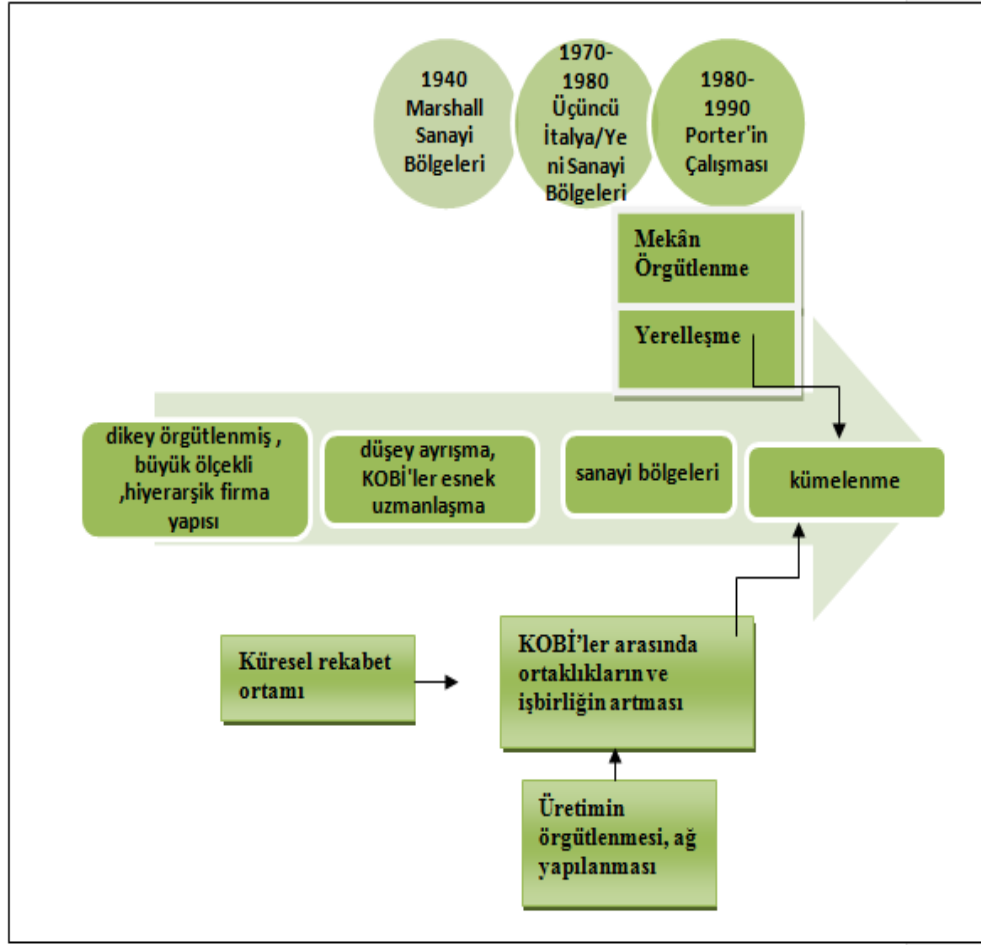 1940
Marshall
Sanayi
Bölgeleri
1970-
1980
Üçüncü
İtalya/Ye
ni Sanayi
Bölgeleri
1980-
1990
Porter'in
Çalışması
Mekân
Örgütlenme
Yerelleşme
dikey örgütlenmiş ,
büyük ölçekli
,hiyerarşik firma
yapısı
düşey ayrışma,
KOBİ'ler esnek
uzmanlaşma
sanayi bölgeleri
kümelenme
Küresel rekabet
ortamı
KOBİ’ler arasında
ortaklıkların ve
işbirliğin artması
Üretimin
örgütlenmesi, ağ
yapılanması